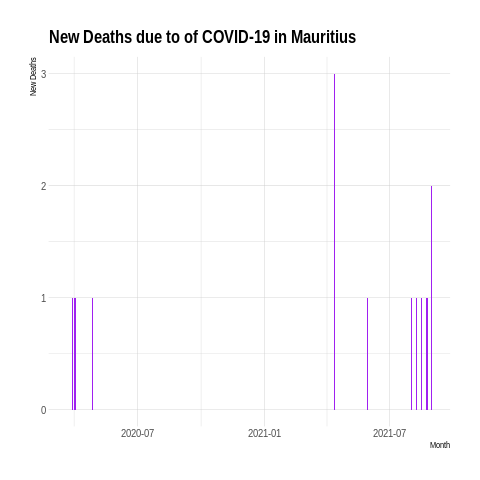 New Deaths due to of COVID-19 in Mauritius
New Deaths
3
2
1
0
2020-07 2021-01 2021-07
Month